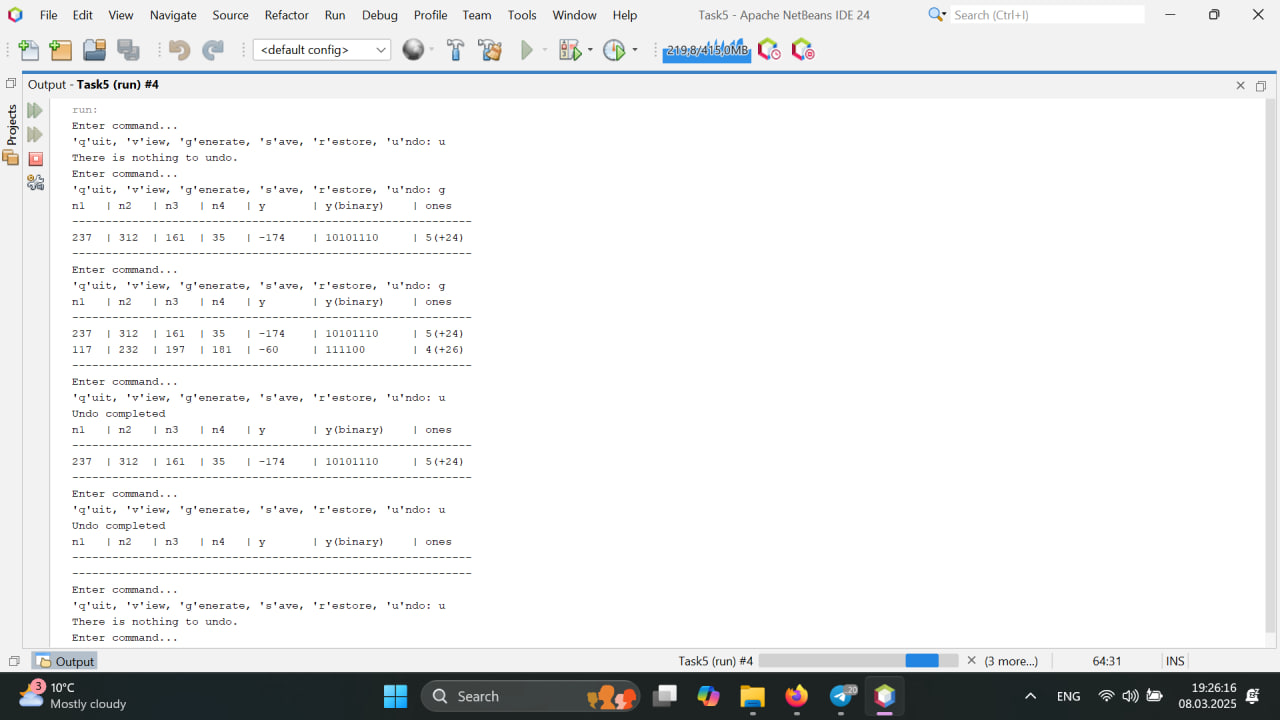 File Edit View Navigate Source Refactor Run Debug Profile Team Tools Window Help Task5 - Apache NetBeans IDE 24 Search (Ctrl+I)
<default config> 219,8/415,0MB
Output - Task5 (run) #4
Projects
run:
Enter command...
'q'uit, 'v'iew, 'g'enerate, 's'ave, 'r'estore, 'u'ndo: u
There is nothing to undo.
Enter command...
'q'uit, 'v'iew, 'g'enerate, 's'ave, 'r'estore, 'u'ndo: g
n1 | n2 | n3 | n4 | y | y(binary) | ones
------------------------------------------------------------
237 | 312 | 161 | 35 | -174 | 10101110 | 5(+24)
------------------------------------------------------------
Enter command...
'q'uit, 'v'iew, 'g'enerate, 's'ave, 'r'estore, 'u'ndo: g
n1 | n2 | n3 | n4 | y | y(binary) | ones
------------------------------------------------------------
237 | 312 | 161 | 35 | -174 | 10101110 | 5(+24)
117 | 232 | 197 | 181 | -60 | 111100 | 4(+26)
------------------------------------------------------------
Enter command...
'q'uit, 'v'iew, 'g'enerate, 's'ave, 'r'estore, 'u'ndo: u
Undo completed
n1 | n2 | n3 | n4 | y | y(binary) | ones
------------------------------------------------------------
237 | 312 | 161 | 35 | -174 | 10101110 | 5(+24)
------------------------------------------------------------
Enter command...
'q'uit, 'v'iew, 'g'enerate, 's'ave, 'r'estore, 'u'ndo: u
Undo completed
n1 | n2 | n3 | n4 | y | y(binary) | ones
------------------------------------------------------------
------------------------------------------------------------
Enter command...
'q'uit, 'v'iew, 'g'enerate, 's'ave, 'r'estore, 'u'ndo: u
There is nothing to undo.
Enter command...
Output Task5 (run) #4 (3 more...) 64:31 INS
3 10°C
Mostly cloudy
Search
20
ENG
19:26:16
08.03.2025